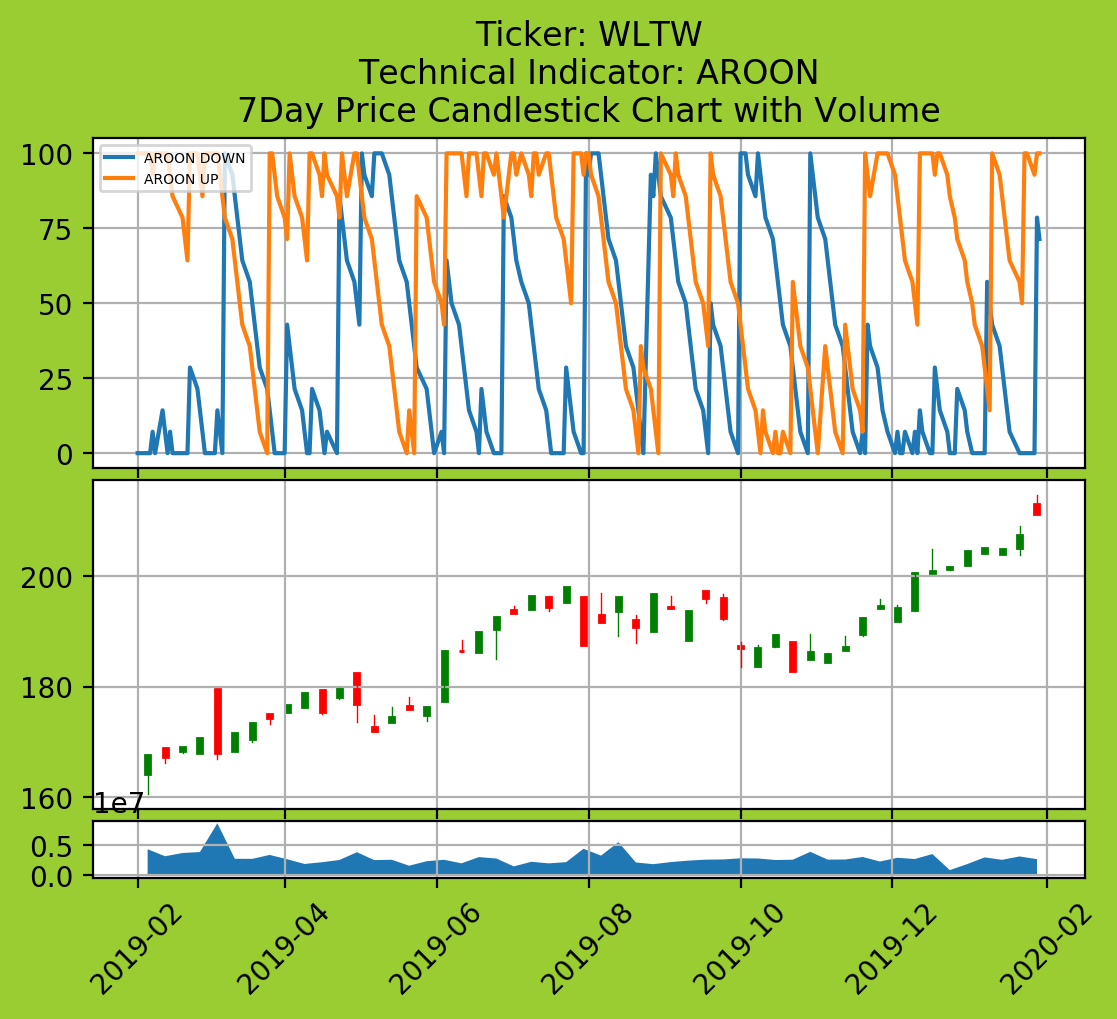 Ticker: WLTW
Technical Indicator: AROON
7Day Price Candlestick Chart with Volume
AROON DOWN
AROON UP
100
75
50
25
0
200
180
160
1e7
0.5
0.0
2019-02
2019-04
2019-06
2019-08
2019-10
2019-12
2020-02